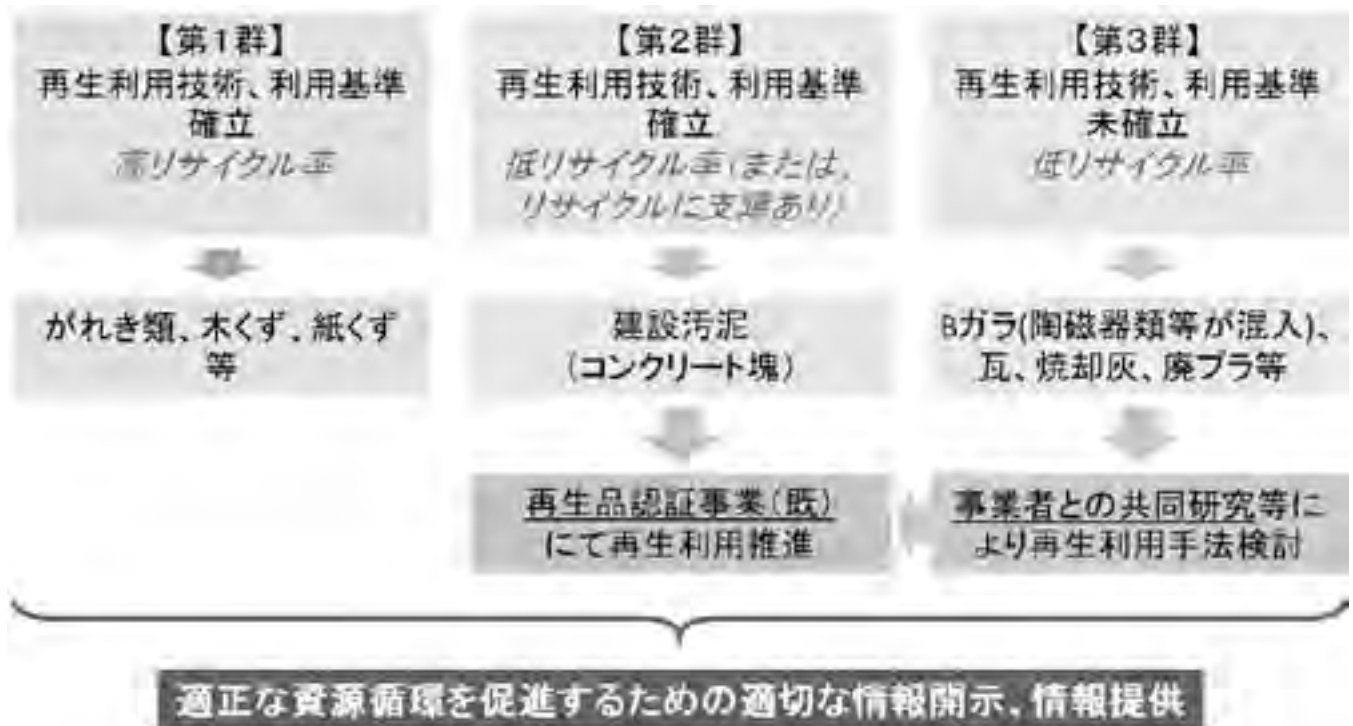 【第1群】
再生利用技術、利用基準
確立
高リサイクル率
【第2群】
再生利用技術、利用基準
確立
低リサイクル率(または、
リサイクルに支障あり)
【第3群】
再生利用技術、利用基準
未確立
低リサイクル率
がれき類、木くず、紙くず
等
建設汚泥
(コンクリート塊)
Bガラ(陶磁器類等が混入)、
瓦、焼却灰、廃プラ等
再生品認証事業(既)
にて再生利用推進
事業者との共同研究等に
より再生利用手法検討
適正な資源循環を促進するための適切な情報開示、情報提供